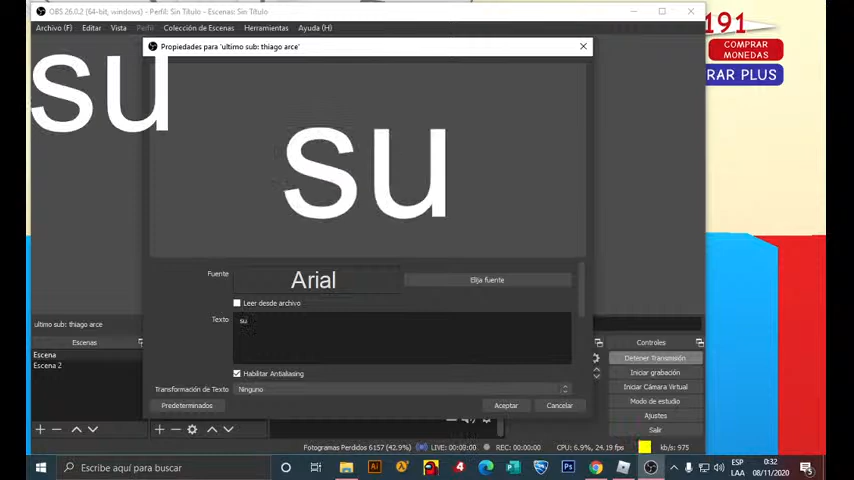 OBS 26.0.2 (64-bit, windows) - Perfil: Sin Título - Escenas: Sin Título
191
Archivo (F) Editar Vista Perfil Colección de Escenas Herramientas Ayuda (H)
COMPRAR
MONEDAS
RAR PLUS
Propiedades para 'ultimo sub: thiago arce'
su
su
Fuente Arial Elija fuente
Leer desde archivo
Texto su
ultimo sub: thiago arce
Escenas Controles
Escena
Escena 2
Detener Transmisión
Iniciar grabación
Habilitar Antialiasing
Iniciar Cámara Virtual
Transformación de Texto Ninguno
Modo de estudio
Predeterminados Aceptar Cancelar
Ajustes
Salir
Fotogramas Perdidos 6157 (42.9%) LIVE: 00:09:00 REC: 00:00:00 CPU: 6.9%, 24.19 fps kb/s: 975
Escribe aquí para buscar
ESP 0:32
LAA 08/11/2020
5